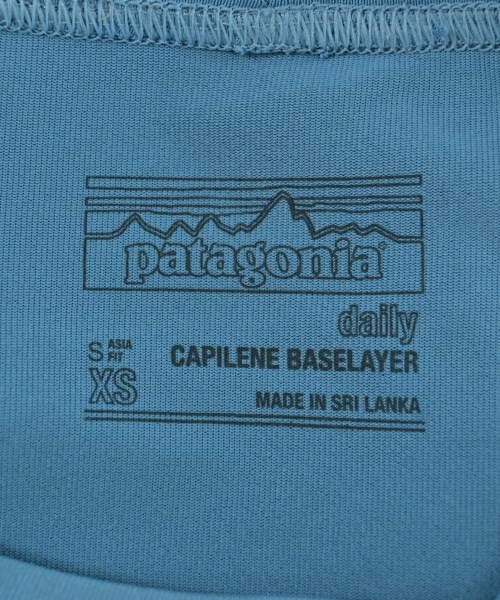 patagonia®
daily
S ASIA FIT
XS
CAPILENE BASELAYER
MADE IN SRI LANKA